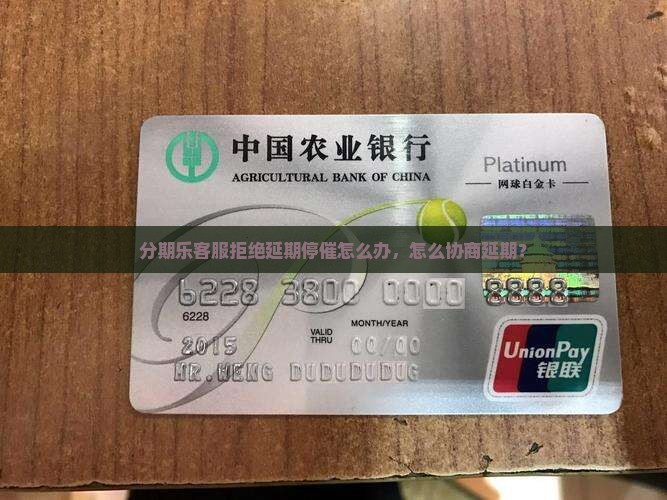 中国农业银行
AGRICULTURAL BANK OF CHINA
Platinum
网球白金卡
分期乐客服拒绝延期停催怎么办，怎么协商延期？
6228 3800 0000 8888
6228
VALID THRU
MONTH/YEAR
2015
00/00
MR.HENG DUDUDUDUG
UnionPay
银联